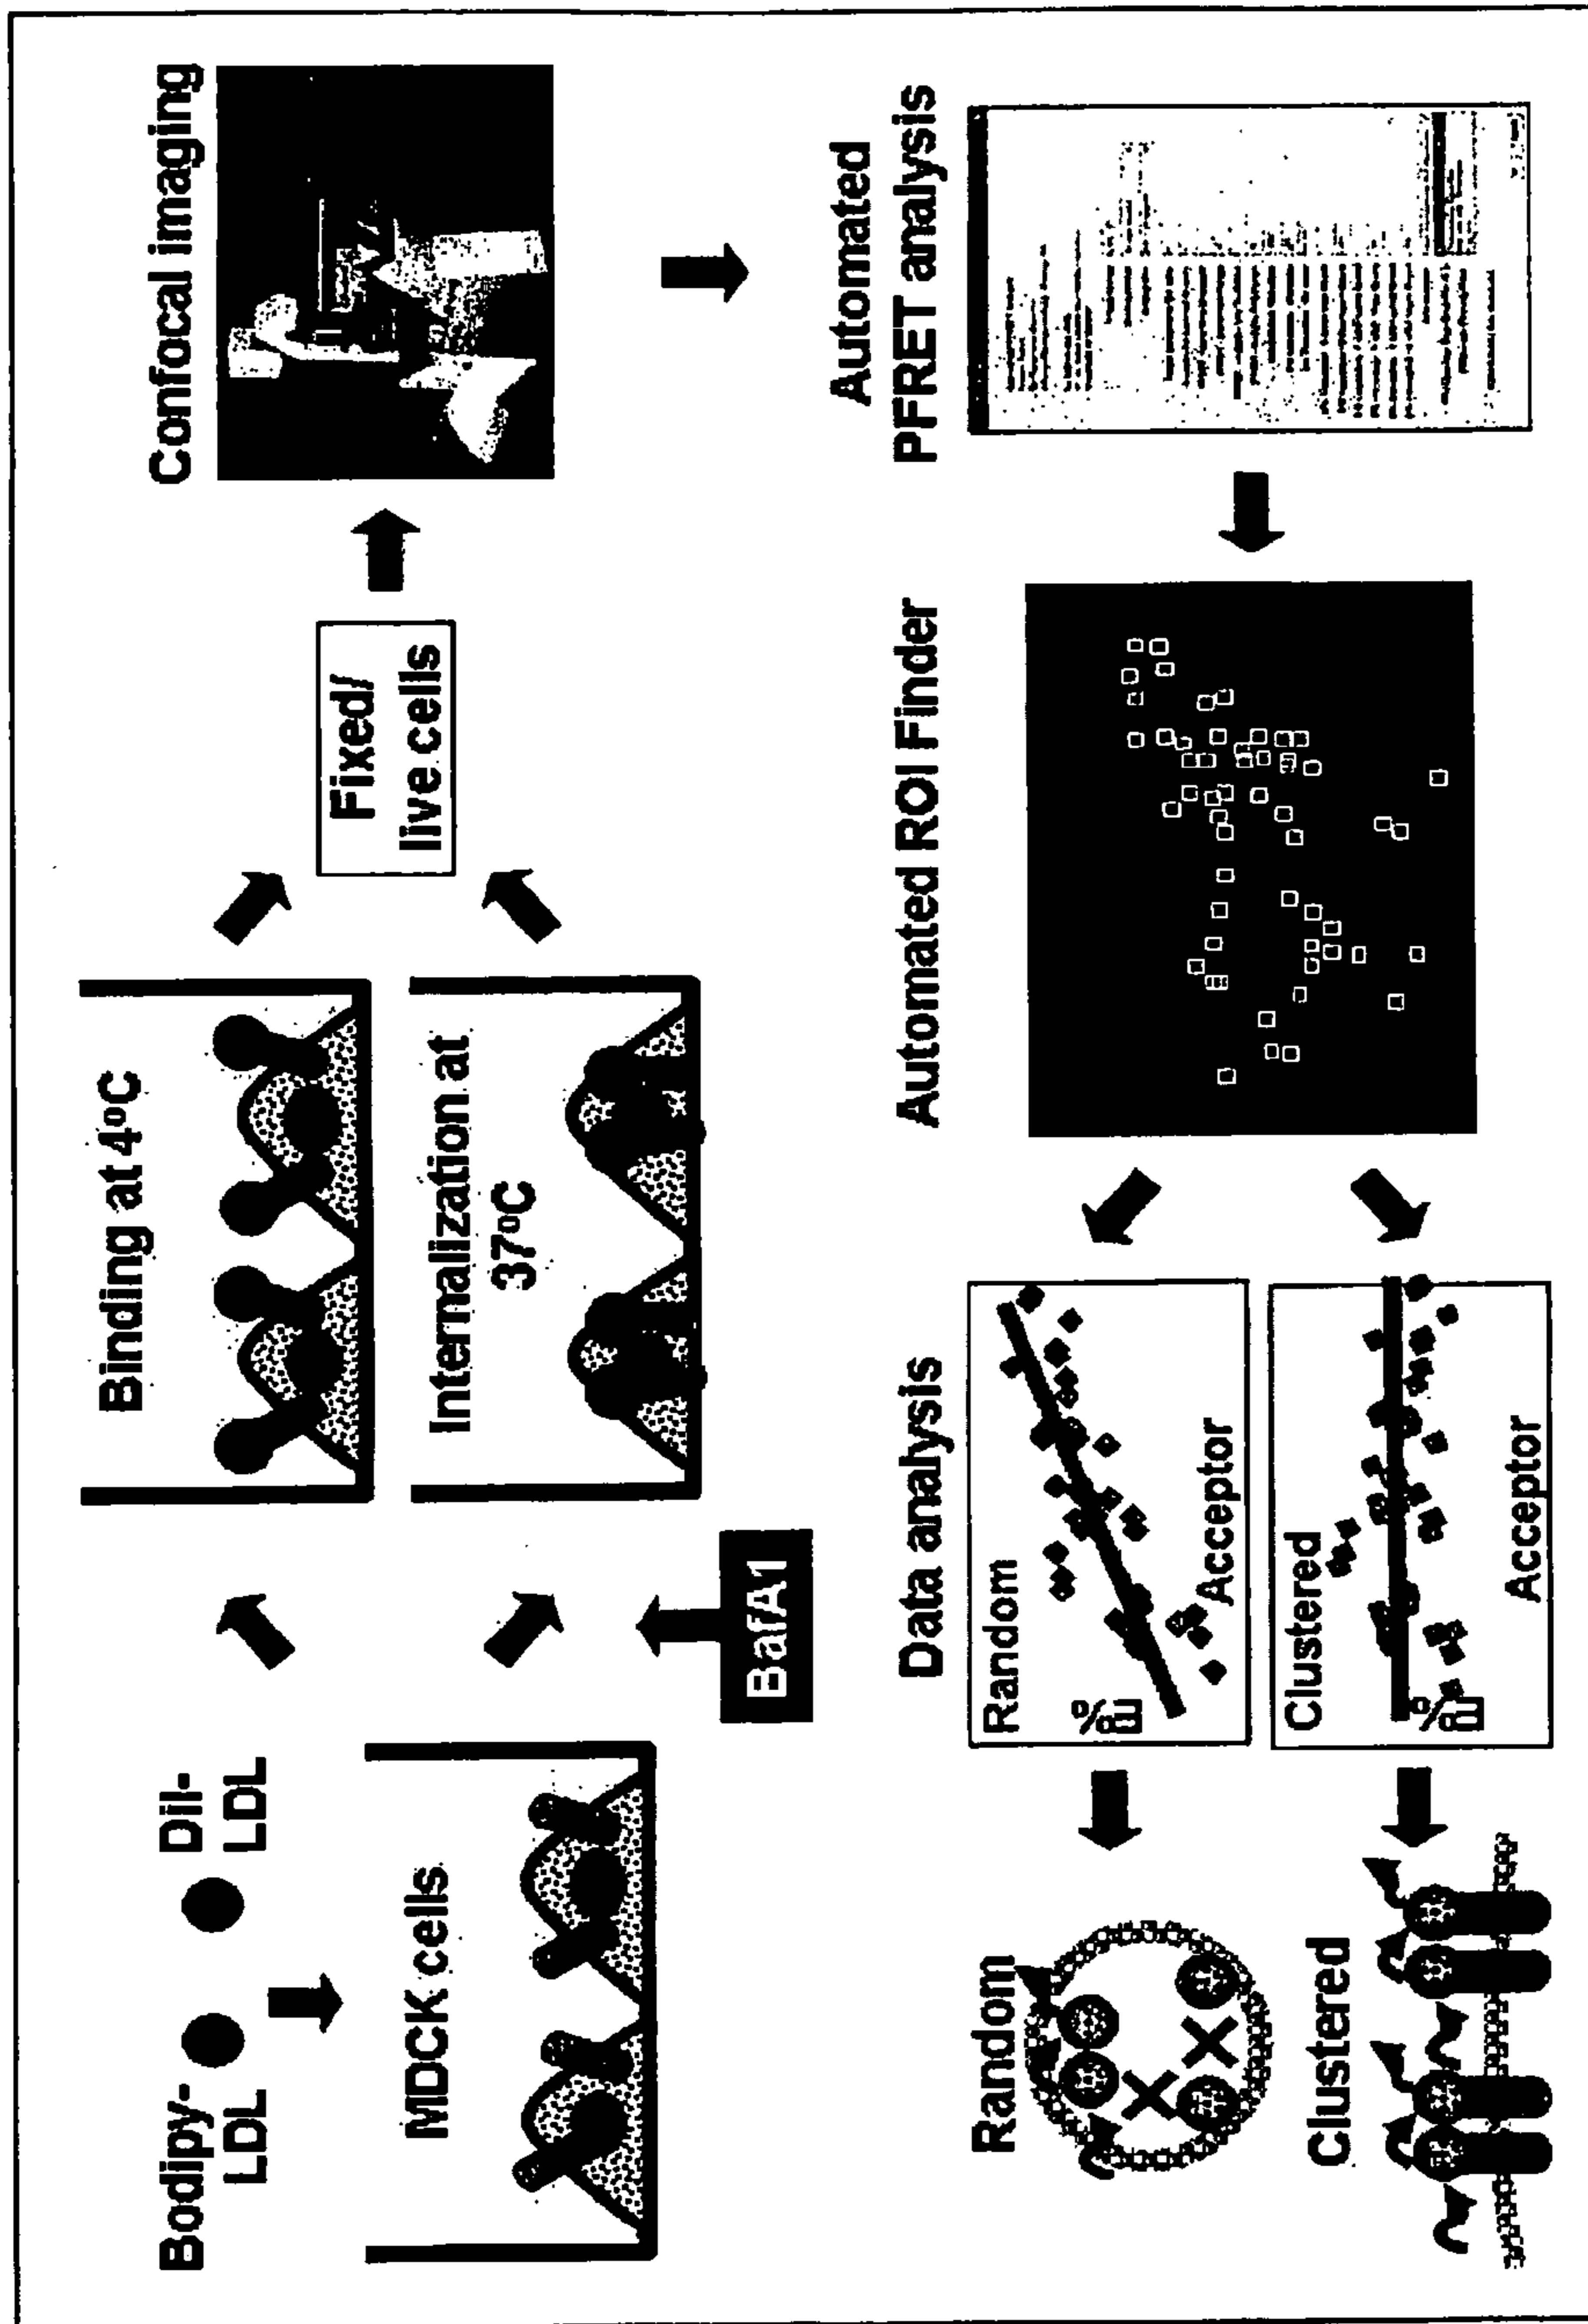 Bodipy-
LDL
DiI-
LDL
MDCK cells
Binding at 4°C
Internalization at
37°C
BafA1
Fixed/
live cells
Confocal imaging
Automated
PFRET analysis
Automated ROI Finder
Data analysis
Random
E%
Acceptor
Clustered
E%
Acceptor
Random
Clustered